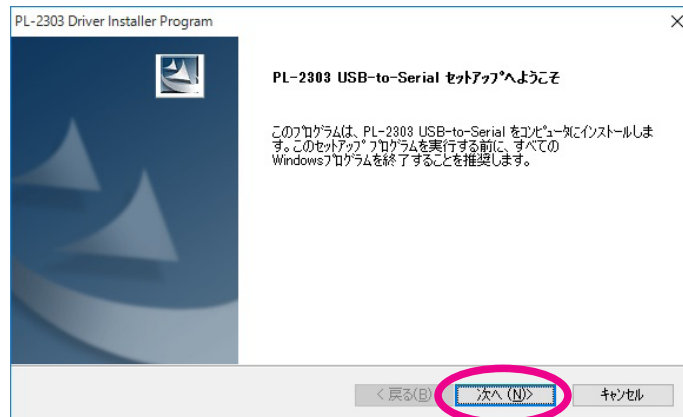 PL-2303 Driver Installer Program
PL-2303 USB-to-Serial ｾｯﾄｱｯﾌﾟへようこそ
このﾌﾟﾛｸﾞﾗﾑは、PL-2303 USB-to-Serial をｺﾝﾋﾟｭｰﾀにｲﾝｽﾄｰﾙしま
す。このｾｯﾄｱｯﾌﾟ ﾌﾟﾛｸﾞﾗﾑを実行する前に、すべての
Windowsﾌﾟﾛｸﾞﾗﾑを終了することを推奨します。
< 戻る(B) 次へ (N)> ｷｬﾝｾﾙ